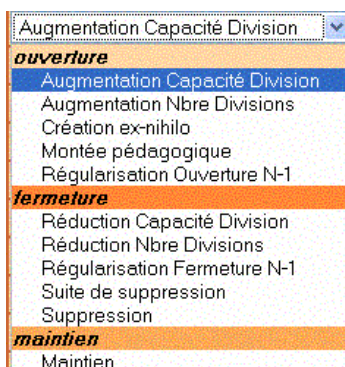 Augmentation Capacité Division
ouverture
Augmentation Capacité Division
Augmentation Nbre Divisions
Création ex-nihilo
Montée pédagogique
Régularisation Ouverture N-1
fermeture
Réduction Capacité Division
Réduction Nbre Divisions
Régularisation Fermeture N-1
Suite de suppression
Suppression
maintien
Maintien